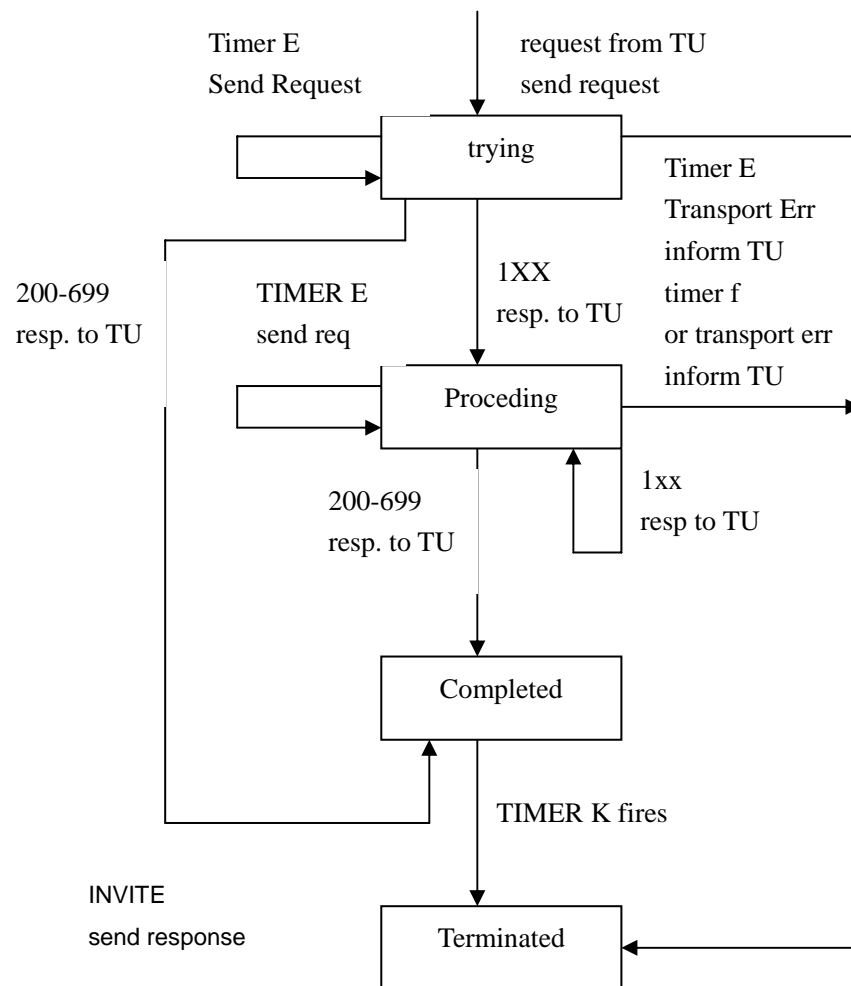 Timer E
Send Request
request from TU
send request
trying
Timer E
Transport Err
inform TU
timer f
or transport err
inform TU
200-699
resp. to TU
TIMER E
send req
1XX
resp. to TU
Proceding
200-699
resp. to TU
1xx
resp to TU
Completed
TIMER K fires
INVITE
send response
Terminated